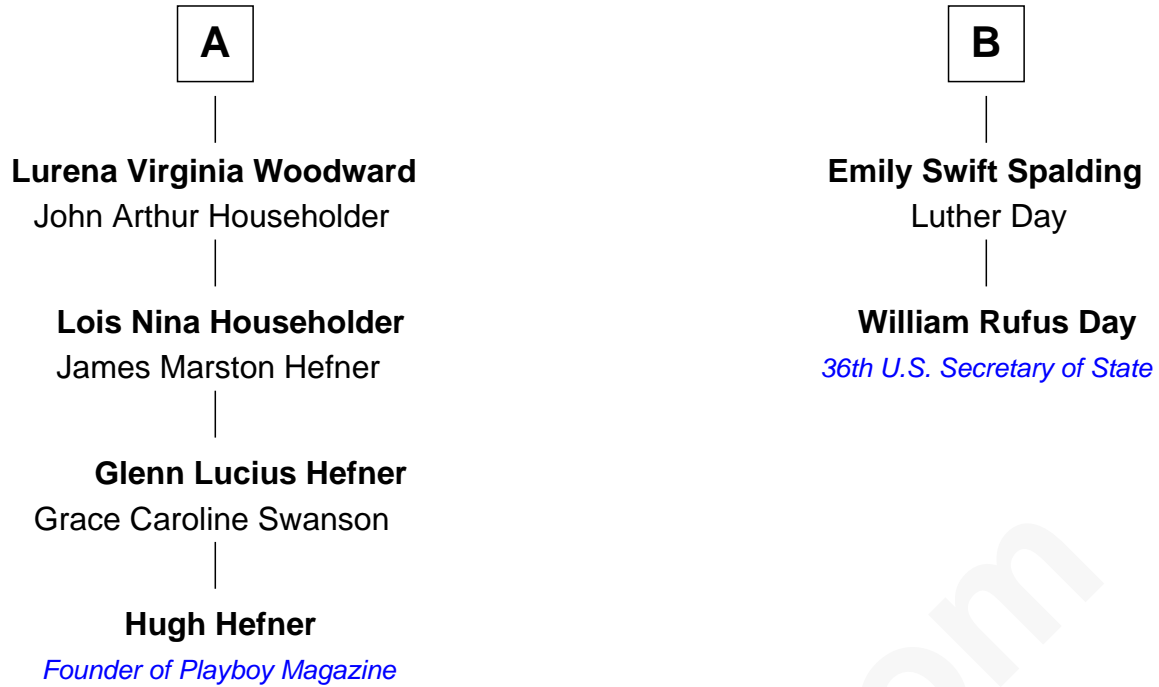 A
Lurena Virginia Woodward
John Arthur Householder
Lois Nina Householder
James Marston Hefner
Glenn Lucius Hefner
Grace Caroline Swanson
Hugh Hefner
Founder of Playboy Magazine
B
Emily Swift Spalding
Luther Day
William Rufus Day
36th U.S. Secretary of State
om